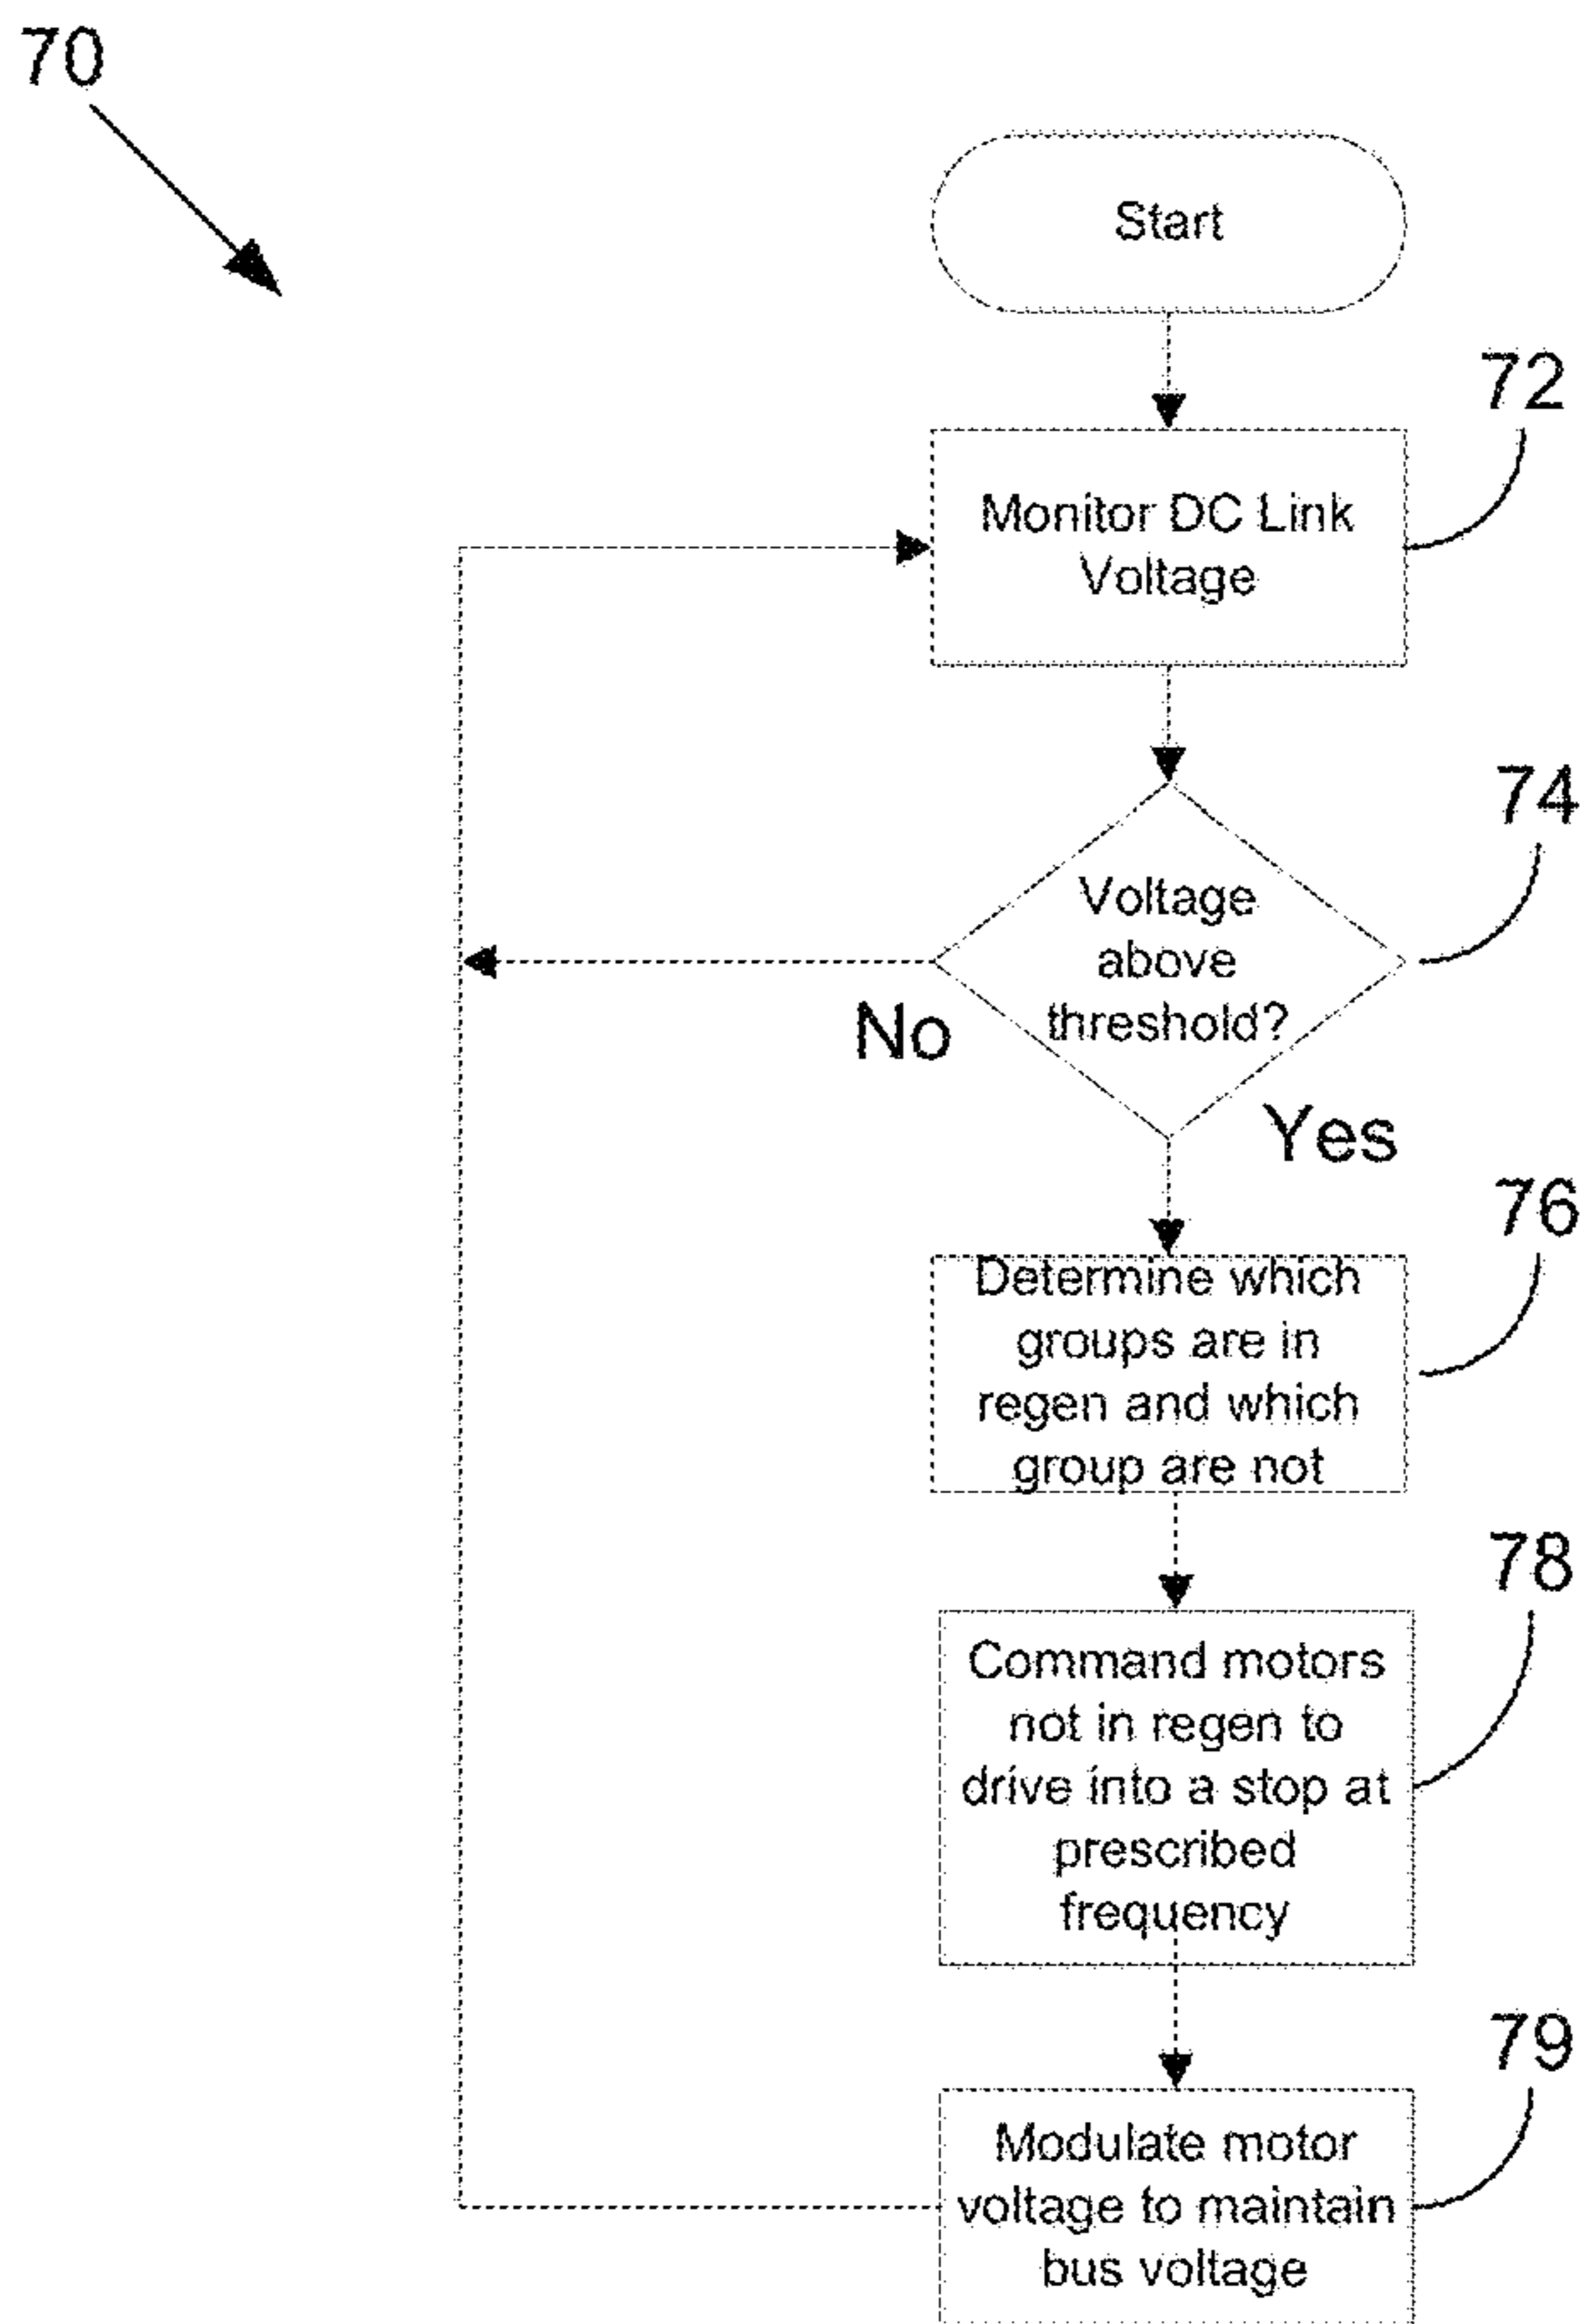 70
Start
72
Monitor DC Link
Voltage
74
Voltage
above
threshold?
No
Yes
76
Determine which
groups are in
regen and which
group are not
78
Command motors
not in regen to
drive into a stop at
prescribed
frequency
79
Modulate motor
voltage to maintain
bus voltage